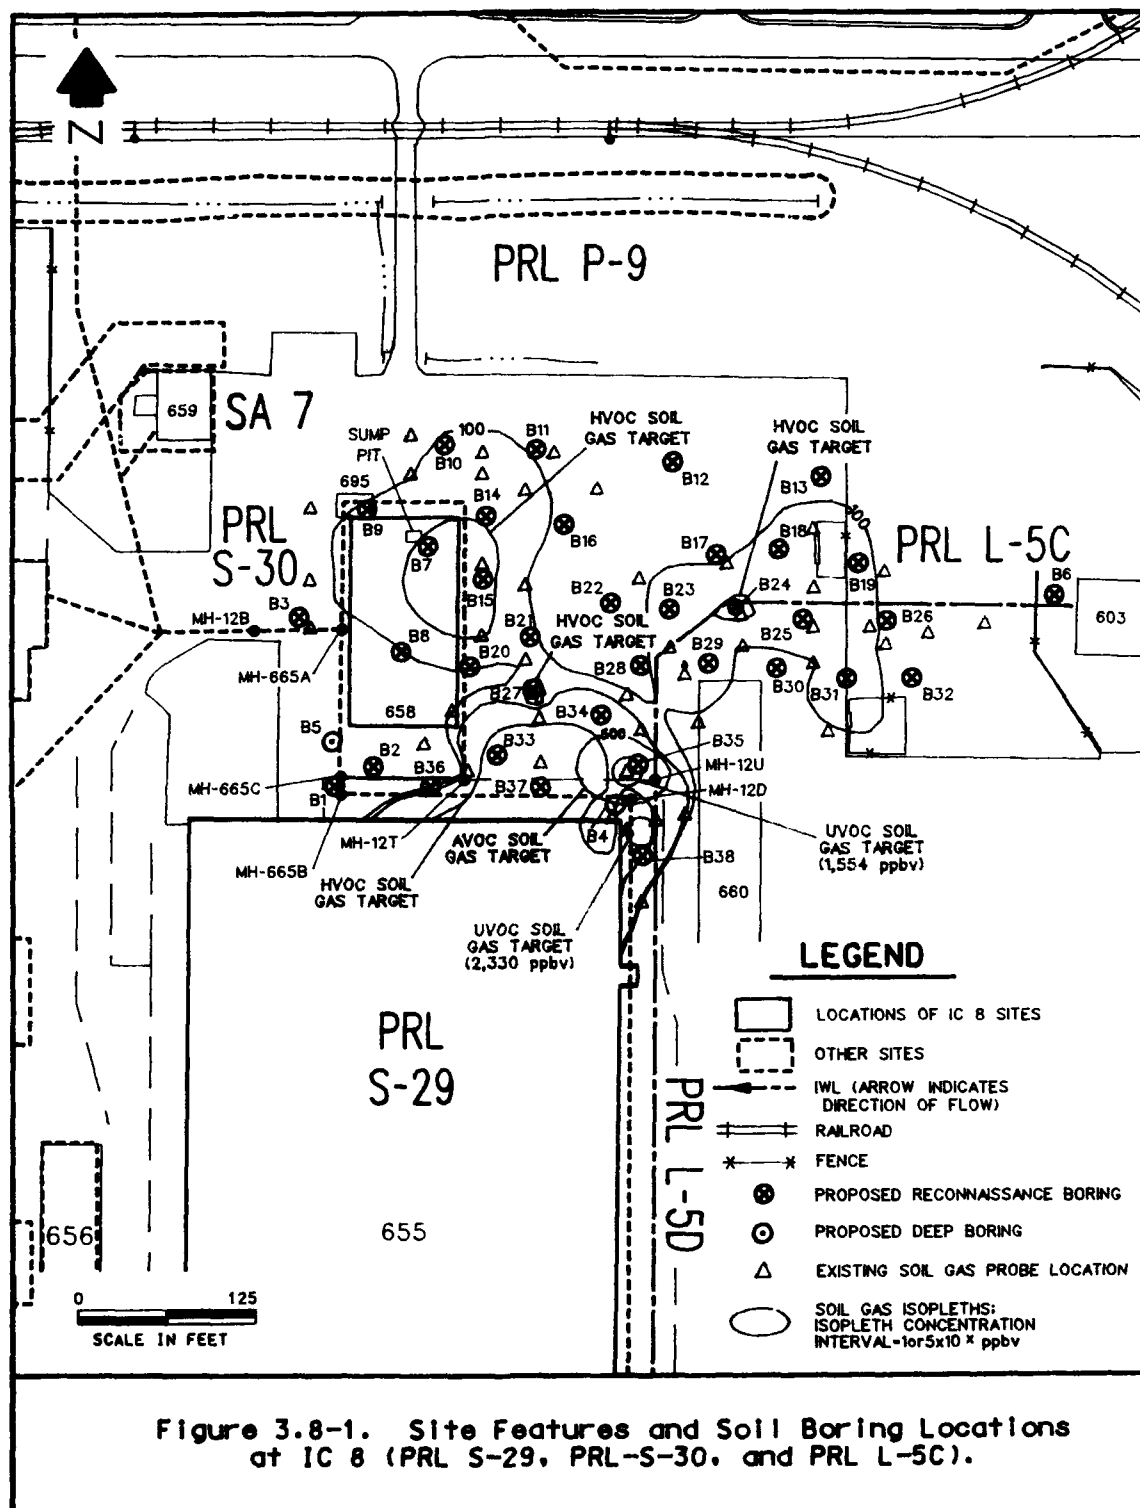 N
PRL P-9
659
SA 7
SUMP
PIT
695
B10
100
B11
HVOC SOIL
GAS TARGET
HVOC SOIL
GAS TARGET
B12
B13
PRL
S-30
B9
B7
B14
B16
B17
B18
100
PRL L-5C
B19
B6
603
B3
MH-12B
B15
B22
B23
B24
B21
HVOC SOIL
GAS TARGET
B25
B26
MH-665A
B8
B20
B28
B29
B30
B31
B32
B27
658
B34
B5
500
B33
B35
MH-12U
B2
B36
B37
MH-12D
MH-665C
B1
MH-12T
AVOC SOIL
GAS TARGET
B4
UVOC SOIL
GAS TARGET
(1,554 ppbv)
B38
MH-665B
HVOC SOIL
GAS TARGET
660
UVOC SOIL
GAS TARGET
(2,330 ppbv)
PRL
S-29
PRL L-5D
656
655
0 125
SCALE IN FEET
LEGEND
LOCATIONS OF IC 8 SITES
OTHER SITES
IWL (ARROW INDICATES
DIRECTION OF FLOW)
RAILROAD
FENCE
PROPOSED RECONNAISSANCE BORING
PROPOSED DEEP BORING
EXISTING SOIL GAS PROBE LOCATION
SOIL GAS ISOPLETHS:
ISOPLETH CONCENTRATION
INTERVAL=1or5x10 x ppbv
Figure 3.8-1. Site Features and Soil Boring Locations
at IC 8 (PRL S-29, PRL-S-30, and PRL L-5C).